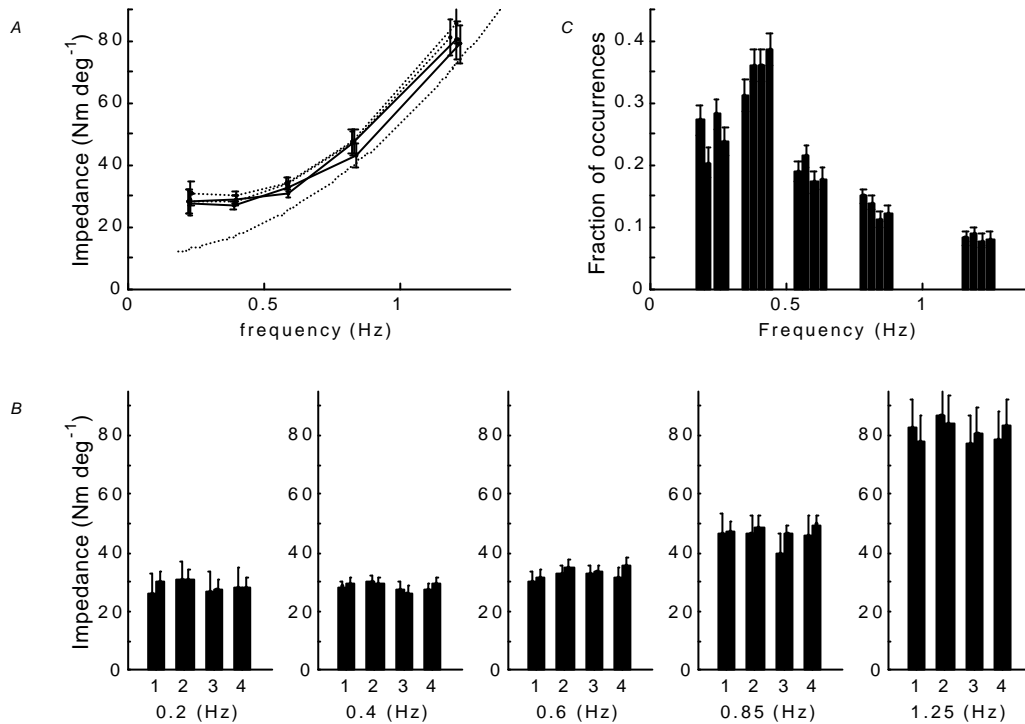 A
Impedance (Nm deg-1)
80
60
40
20
0
0
0.5
1
frequency (Hz)
C
Fraction of occurrences
0.4
0.3
0.2
0.1
0
0
0.5
1
Frequency (Hz)
B
Impedance (Nm deg-1)
80
60
40
20
0
1 2 3 4
0.2 (Hz)
80
60
40
20
0
1 2 3 4
0.4 (Hz)
80
60
40
20
0
1 2 3 4
0.6 (Hz)
80
60
40
20
0
1 2 3 4
0.85 (Hz)
80
60
40
20
0
1 2 3 4
1.25 (Hz)